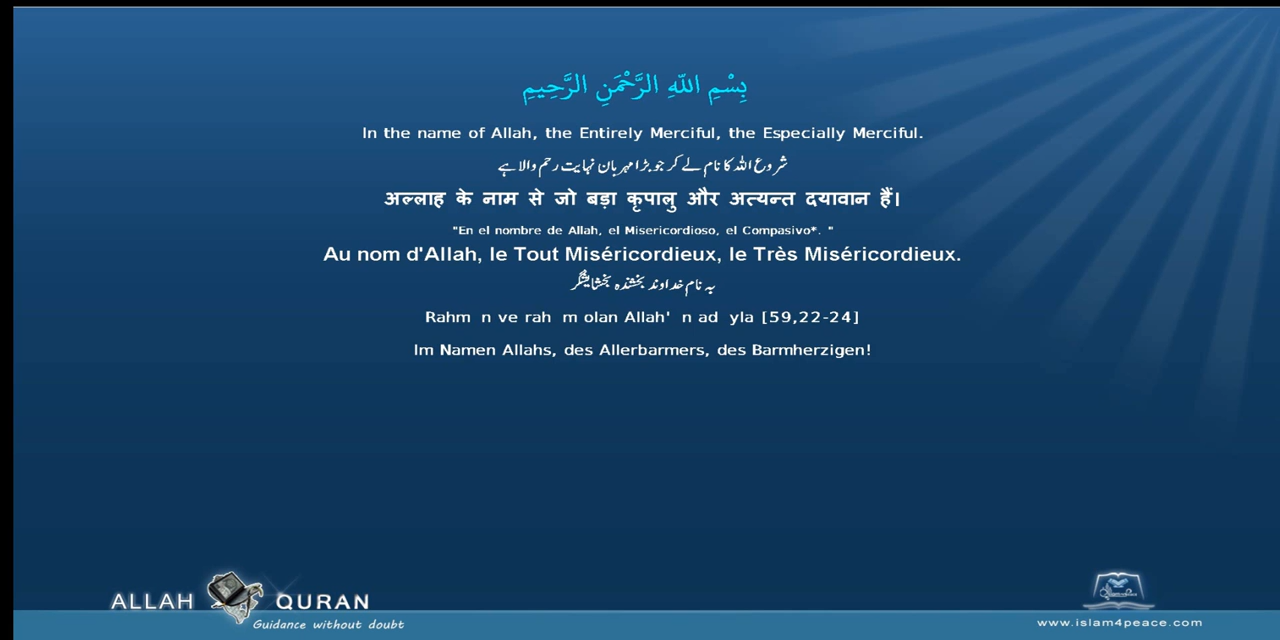 بِسْمِ اللَّهِ الرَّحْمَنِ الرَّحِيمِ
In the name of Allah, the Entirely Merciful, the Especially Merciful.
شروع اللہ کا نام لے کر جو بڑا مہربان نہایت رحم والا ہے
अल्लाह के नाम से जो बड़ा कृपालु और अत्यन्त दयावान हैं।
"En el nombre de Allah, el Misericordioso, el Compasivo*. "
Au nom d'Allah, le Tout Miséricordieux, le Très Miséricordieux.
به نام خداوند بخشنده بخشایشگر
Rahm n ve rah m olan Allah' n ad yla [59,22-24]
Im Namen Allahs, des Allerbarmers, des Barmherzigen!
ALLAH QURAN
Guidance without doubt
www.islam4peace.com